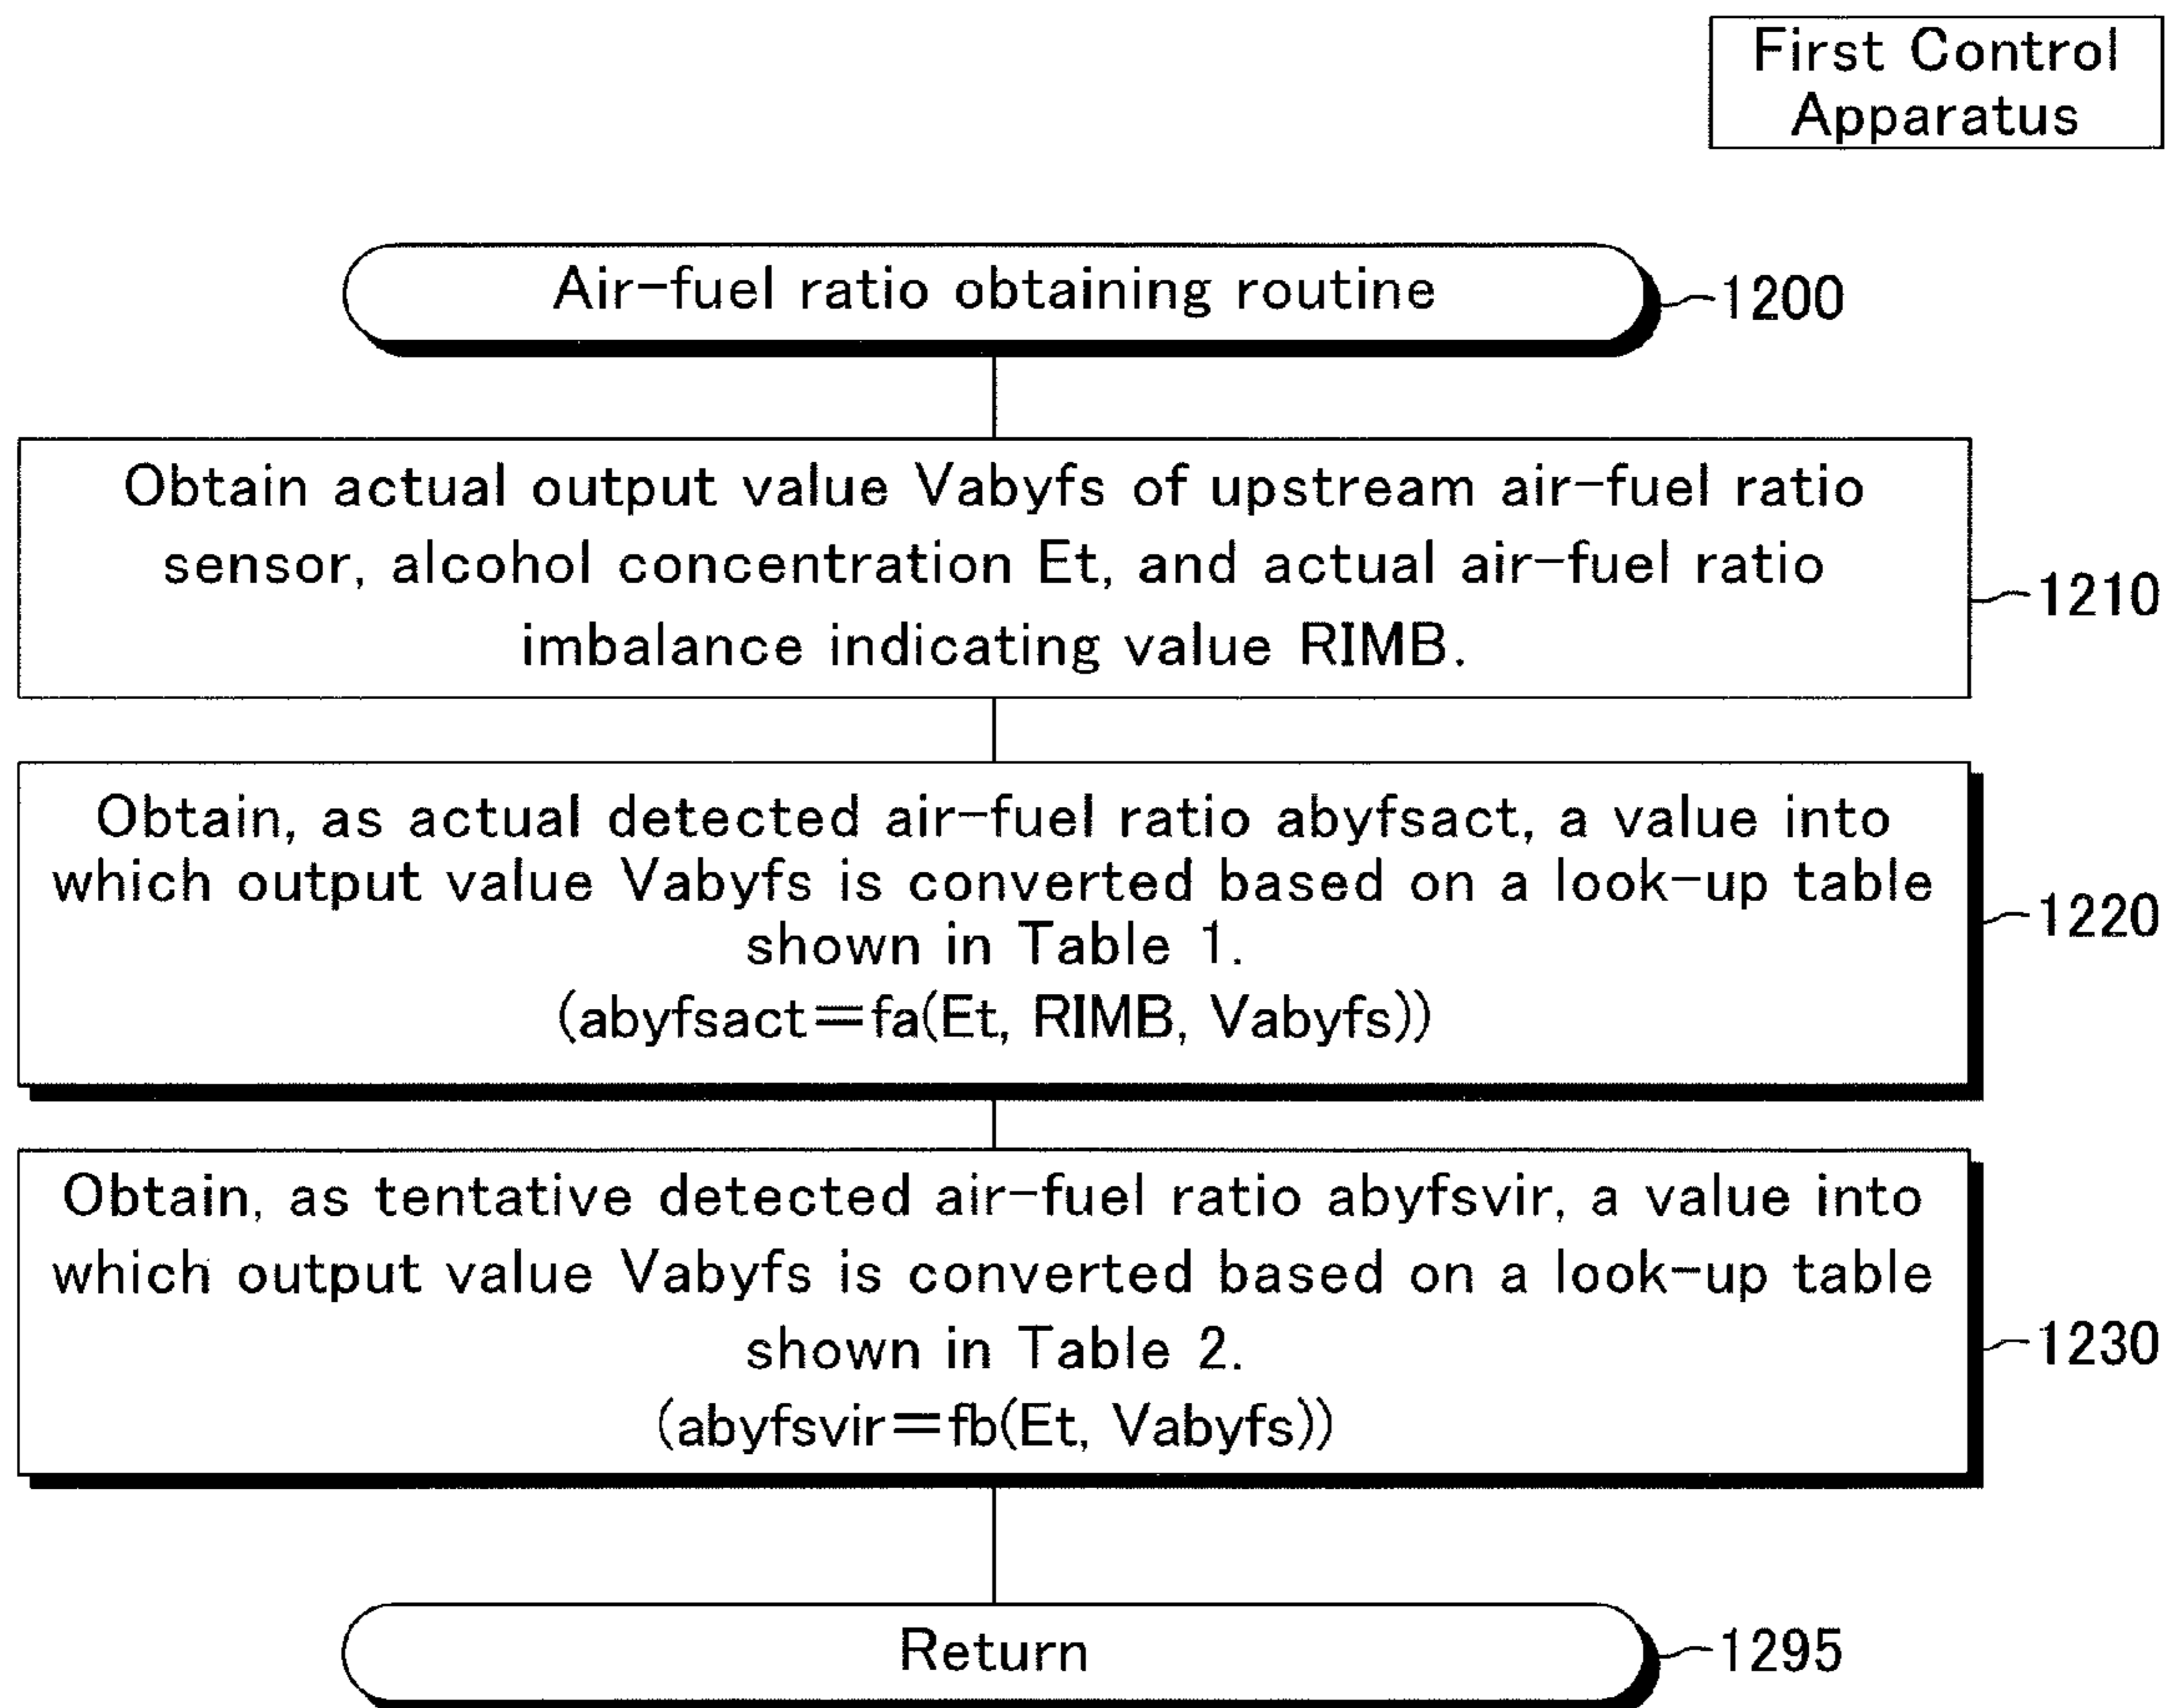 First Control
Apparatus
Air-fuel ratio obtaining routine
1200
Obtain actual output value Vabyfs of upstream air-fuel ratio
sensor, alcohol concentration Et, and actual air-fuel ratio
imbalance indicating value RIMB.
1210
Obtain, as actual detected air-fuel ratio abyfsact, a value into
which output value Vabyfs is converted based on a look-up table
shown in Table 1.
(abyfsact=fa(Et, RIMB, Vabyfs))
1220
Obtain, as tentative detected air-fuel ratio abyfsvir, a value into
which output value Vabyfs is converted based on a look-up table
shown in Table 2.
(abyfsvir=fb(Et, Vabyfs))
1230
Return
1295